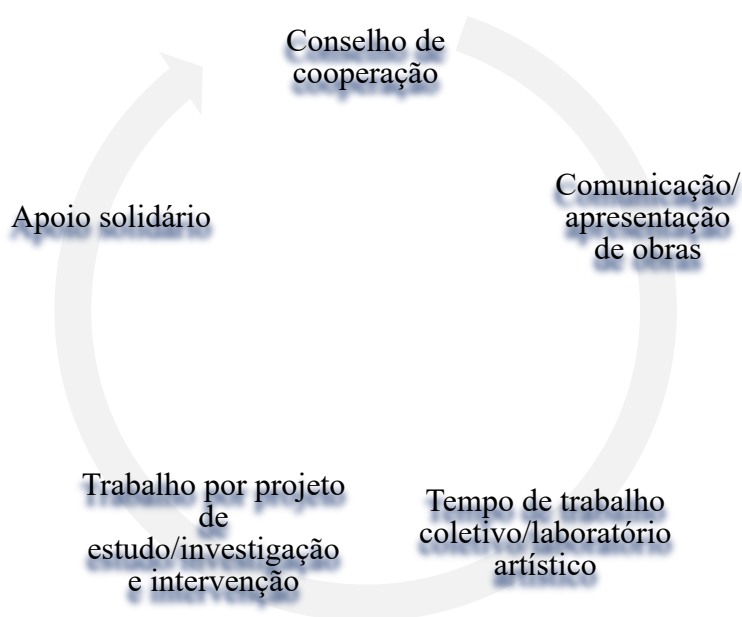 Conselho de
cooperação
Comunicação/
apresentação
de obras
Tempo de trabalho
coletivo/laboratório
artístico
Trabalho por projeto
de
estudo/investigação
e intervenção
Apoio solidário